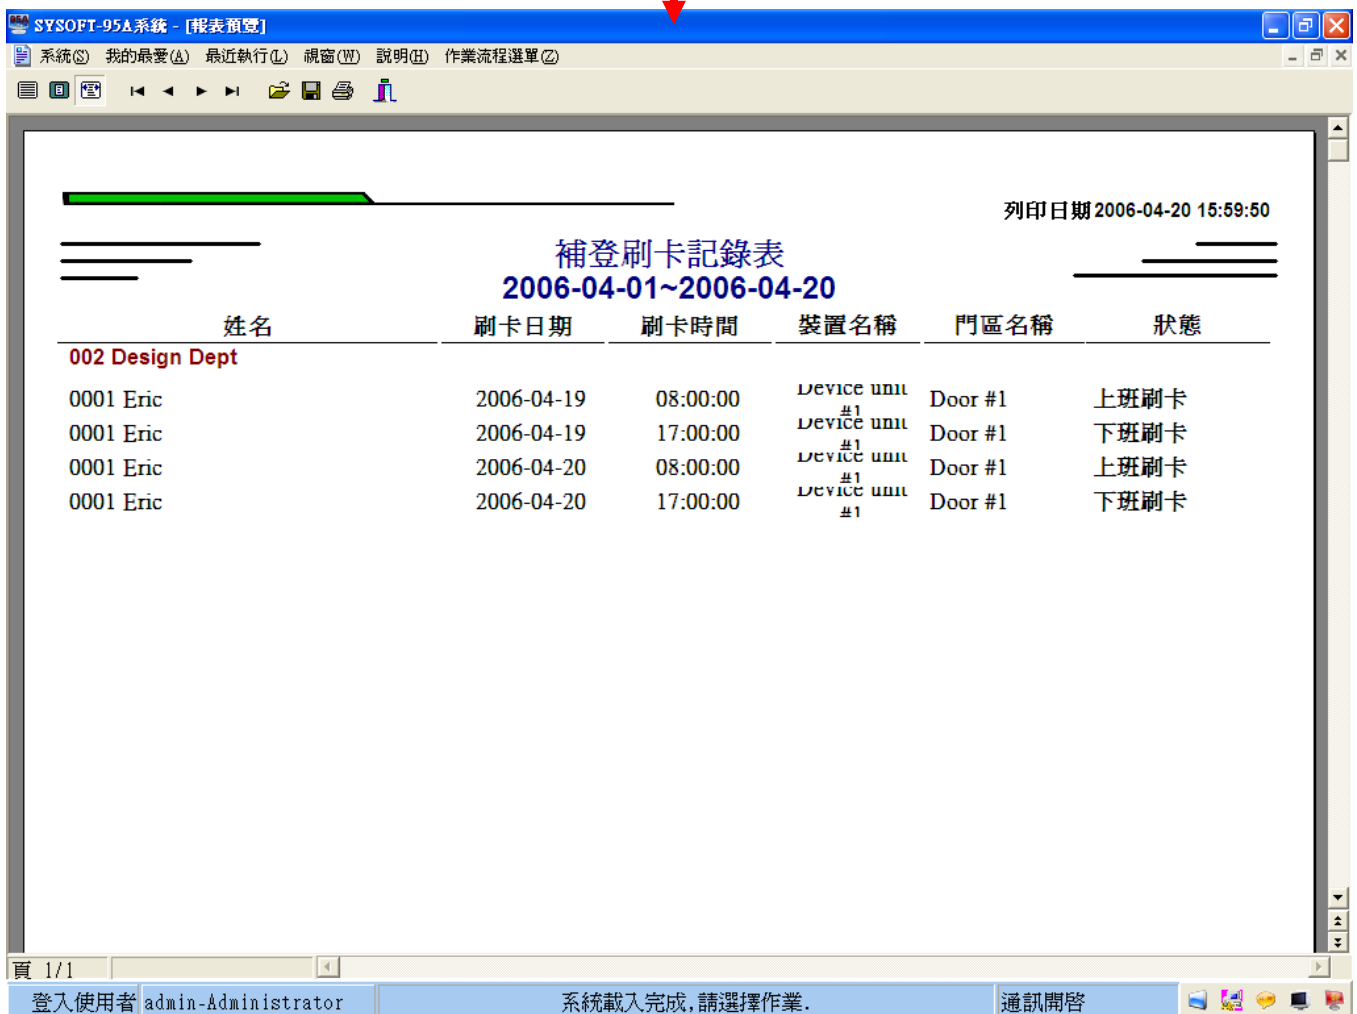 SYSOFT-95A系統 - [報表預覽]
系統(S) 我的最愛(A) 最近執行(L) 視窗(W) 說明(H) 作業流程選單(Z)
列印日期 2006-04-20 15:59:50
補登刷卡記錄表
2006-04-01~2006-04-20
姓名 刷卡日期 刷卡時間 裝置名稱 門區名稱 狀態
002 Design Dept
0001 Eric 2006-04-19 08:00:00 Device unit #1 Door #1 上班刷卡
0001 Eric 2006-04-19 17:00:00 Device unit #1 Door #1 下班刷卡
0001 Eric 2006-04-20 08:00:00 Device unit #1 Door #1 上班刷卡
0001 Eric 2006-04-20 17:00:00 Device unit #1 Door #1 下班刷卡
頁 1/1
登入使用者 admin-Administrator 系統載入完成,請選擇作業. 通訊開啓